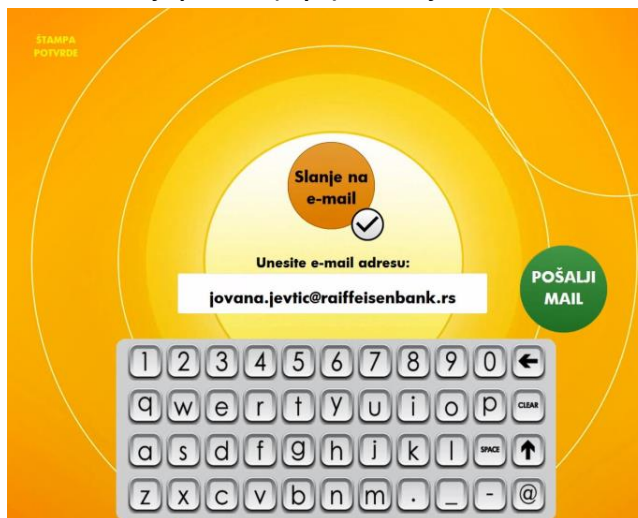 ŠTAMPA
POTVRDE
Slanje na
e-mail
Unesite e-mail adresu:
jovana.jevtic@raiffeisenbank.rs
POŠALJI
MAIL
1 2 3 4 5 6 7 8 9 0
q w e r t y u i o p CLEAR
a s d f g h j k l SPACE
z x c v b n m . _ - @